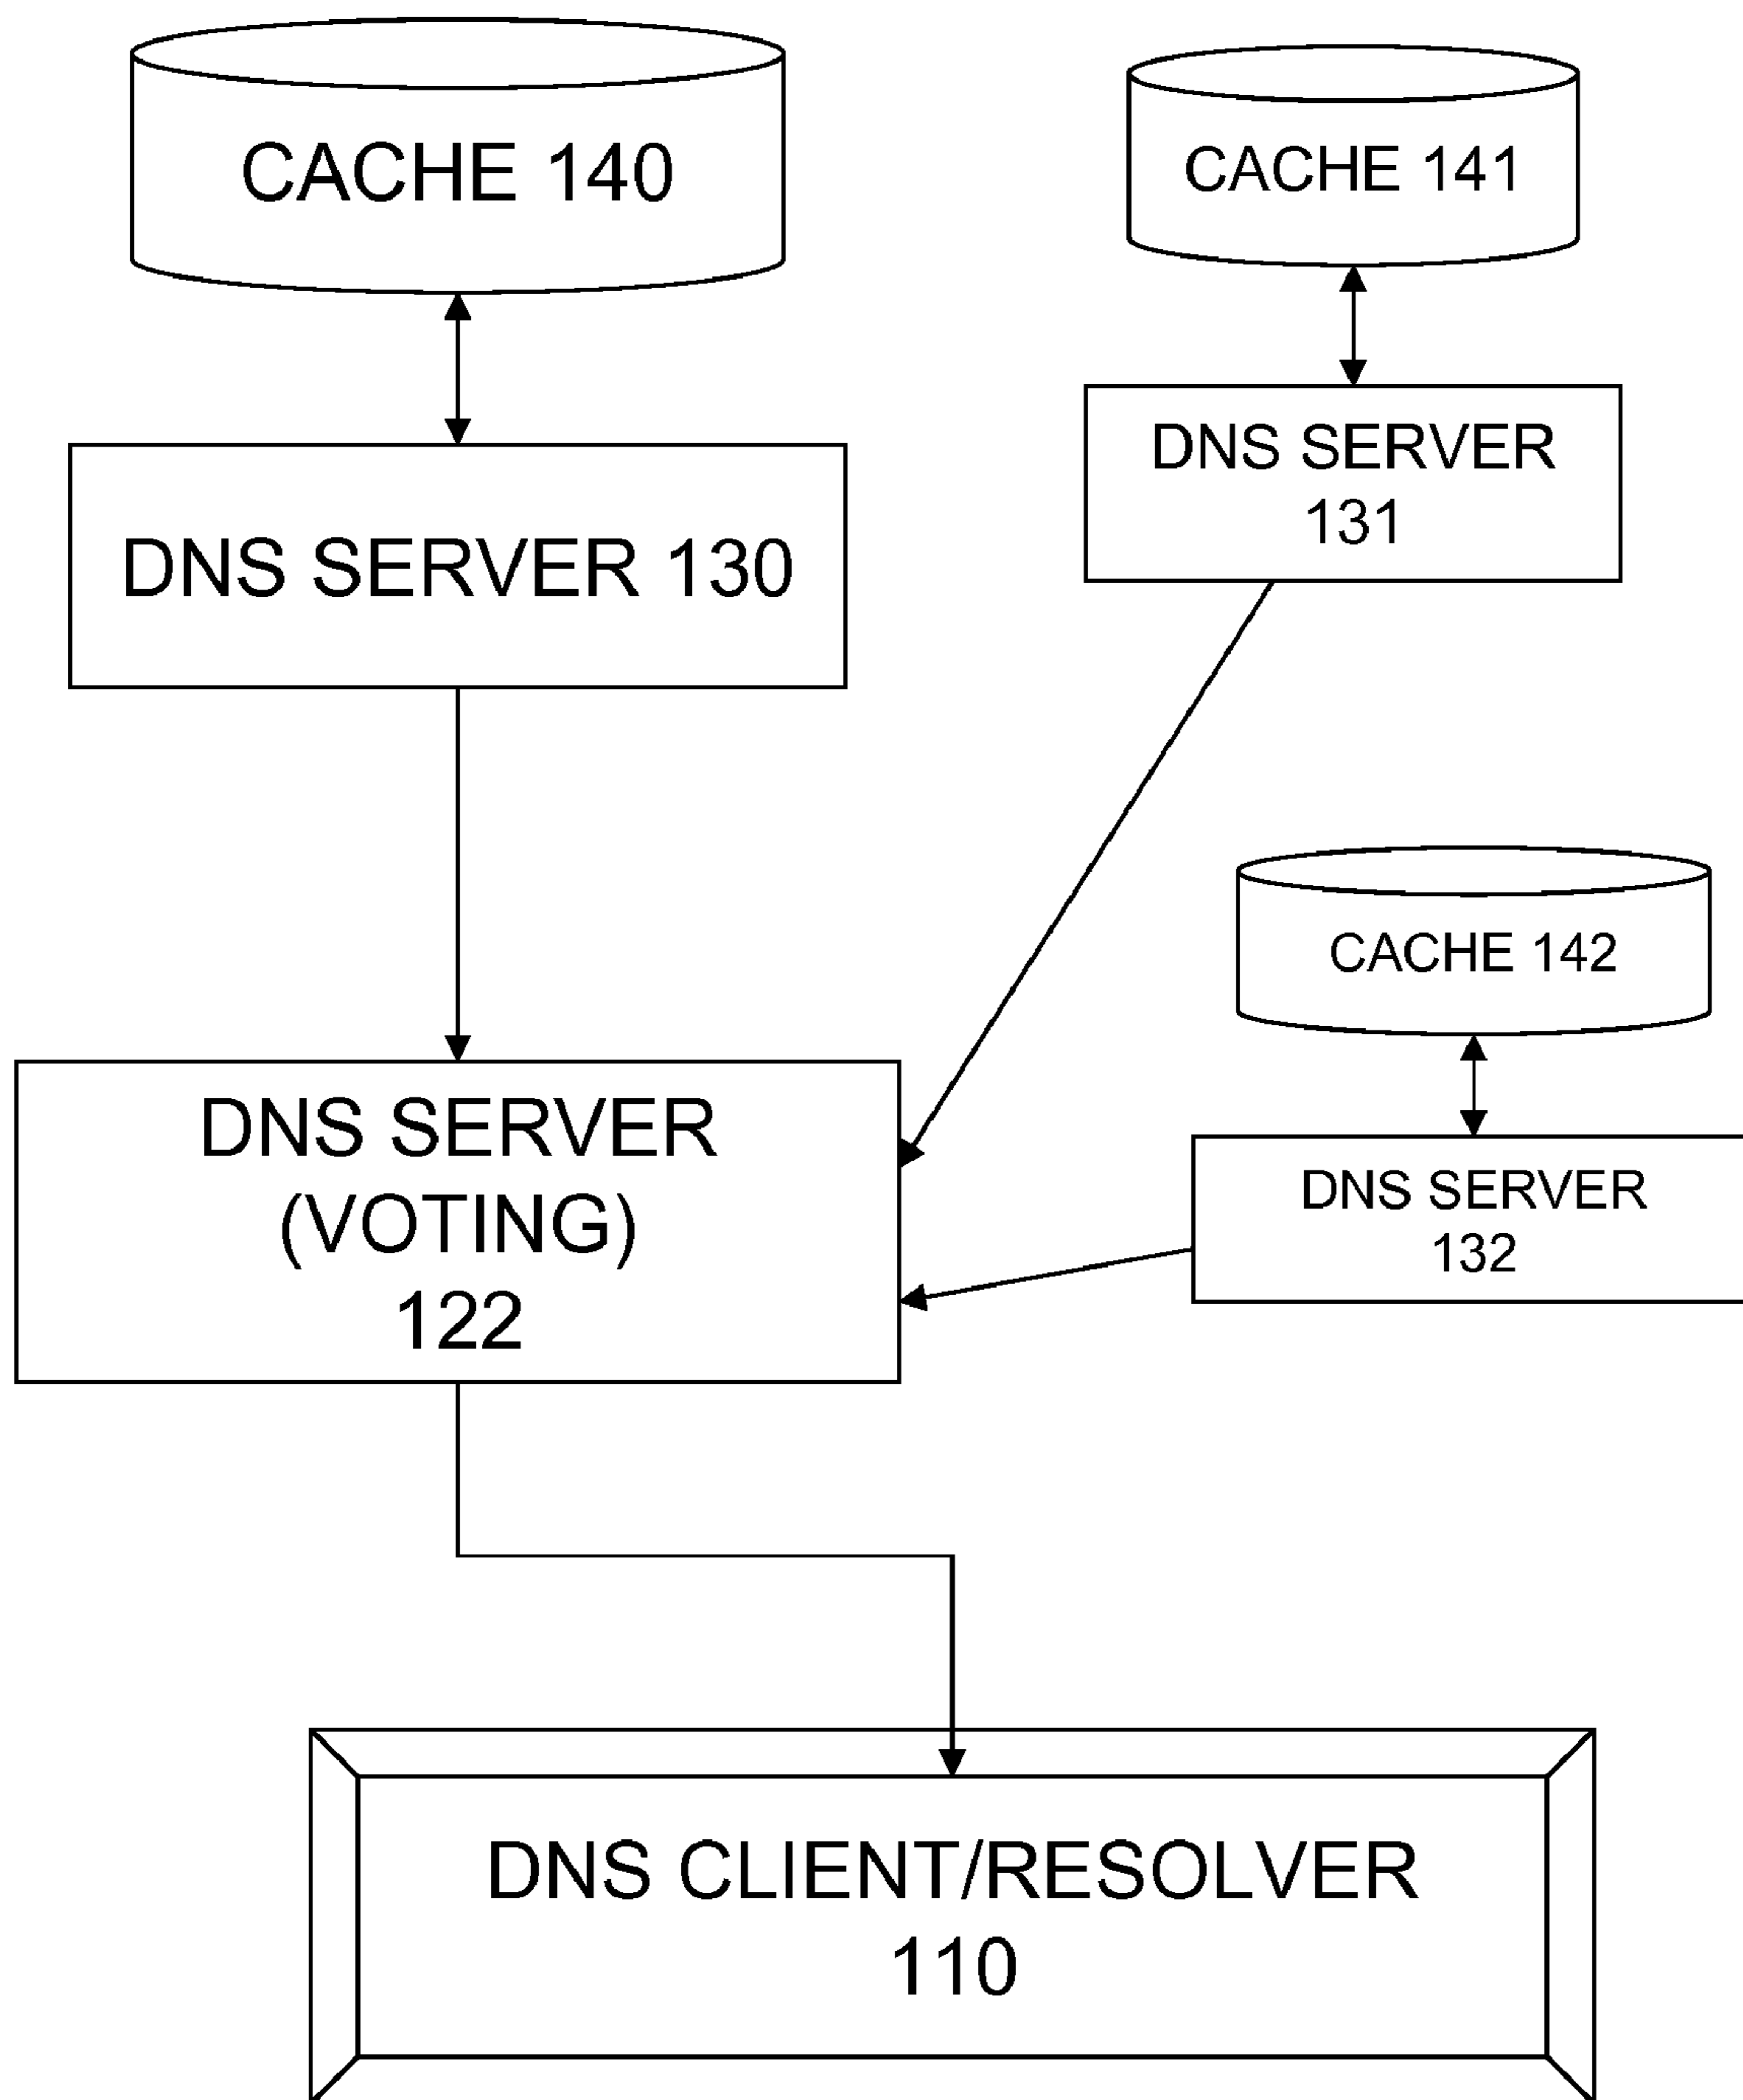 CACHE 140
CACHE 141
DNS SERVER
131
DNS SERVER 130
CACHE 142
DNS SERVER
(VOTING)
122
DNS SERVER
132
DNS CLIENT/RESOLVER
110